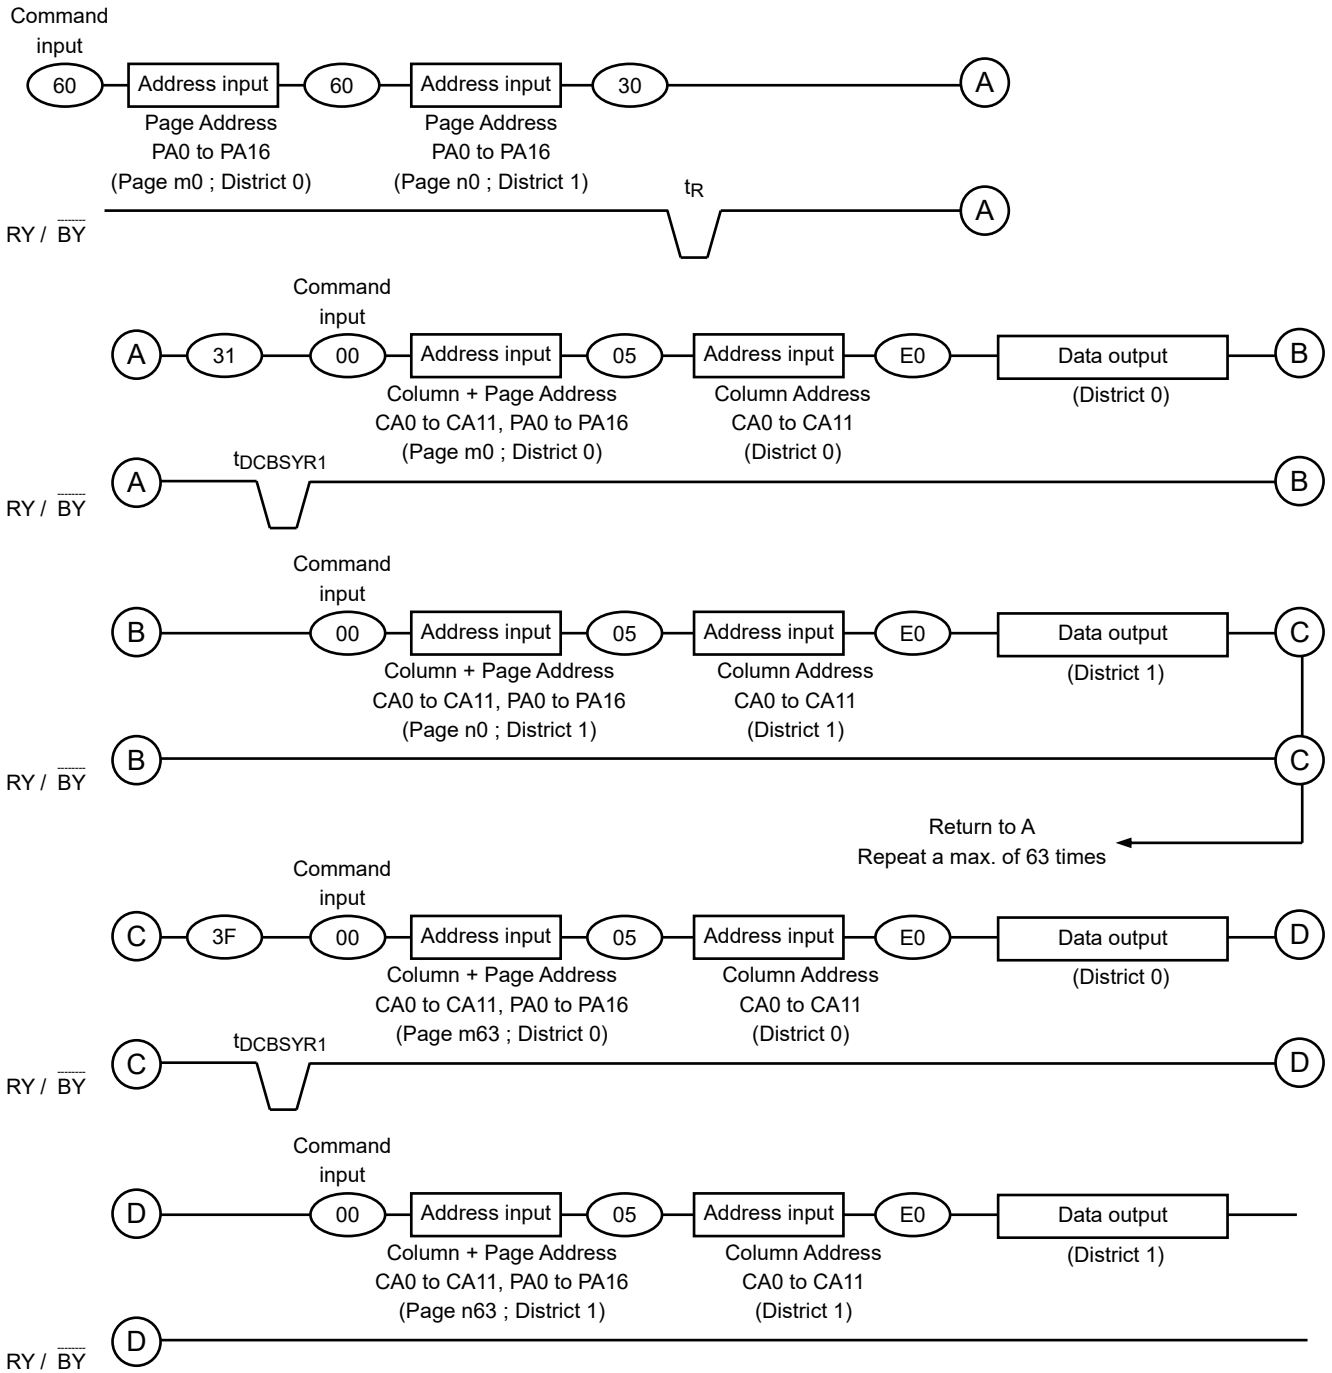 Command
input
60 Address input 60 Address input 30 A
Page Address Page Address
PA0 to PA16 PA0 to PA16
(Page m0 ; District 0) (Page n0 ; District 1)
tR
RY / BY A
Command
input
A 31 00 Address input 05 Address input E0 Data output B
Column + Page Address Column Address (District 0)
CA0 to CA11, PA0 to PA16 CA0 to CA11
(Page m0 ; District 0) (District 0)
tDCBSYR1
RY / BY A B
Command
input
B 00 Address input 05 Address input E0 Data output C
Column + Page Address Column Address (District 1)
CA0 to CA11, PA0 to PA16 CA0 to CA11
(Page n0 ; District 1) (District 1)
RY / BY B C
Return to A
Repeat a max. of 63 times
Command
input
C 3F 00 Address input 05 Address input E0 Data output D
Column + Page Address Column Address (District 0)
CA0 to CA11, PA0 to PA16 CA0 to CA11
(Page m63 ; District 0) (District 0)
tDCBSYR1
RY / BY C D
Command
input
D 00 Address input 05 Address input E0 Data output
Column + Page Address Column Address (District 1)
CA0 to CA11, PA0 to PA16 CA0 to CA11
(Page n63 ; District 1) (District 1)
RY / BY D